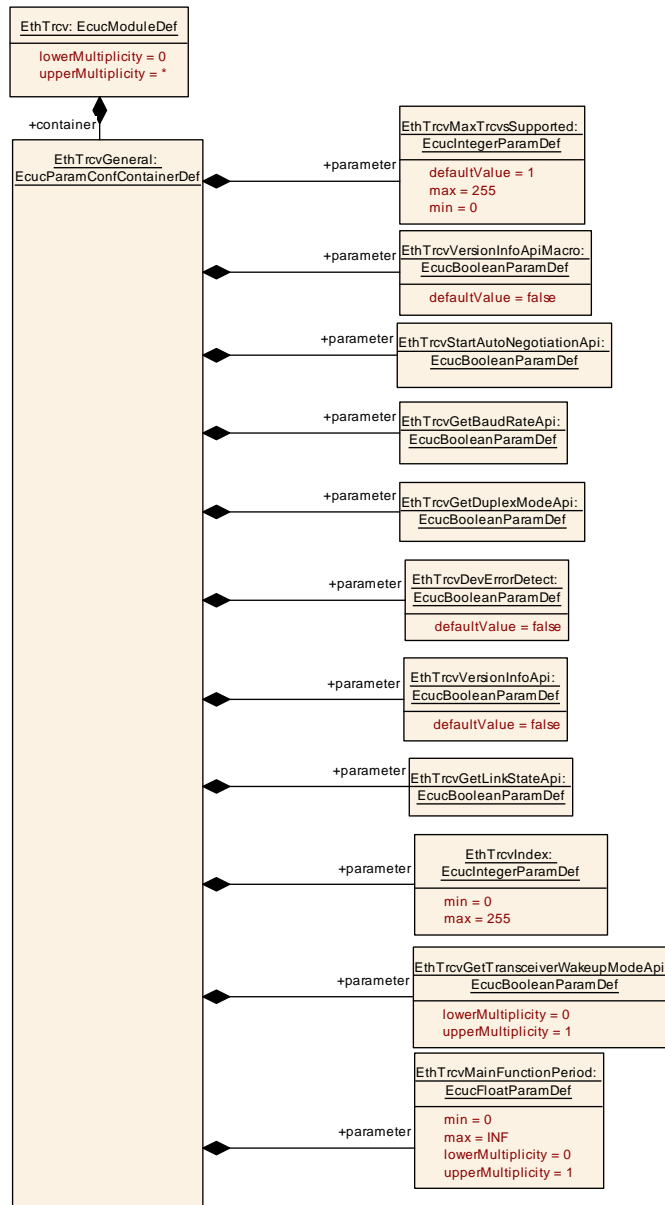 EthTrcv: EcucModuleDef
lowerMultiplicity = 0
upperMultiplicity = *
+container
EthTrcvGeneral:
EcucParamConfContainerDef
+parameter
EthTrcvMaxTrcvsSupported:
EcucIntegerParamDef
defaultValue = 1
max = 255
min = 0
+parameter
EthTrcvVersionInfoApiMacro:
EcucBooleanParamDef
defaultValue = false
+parameter
EthTrcvStartAutoNegotiationApi:
EcucBooleanParamDef
+parameter
EthTrcvGetBaudRateApi:
EcucBooleanParamDef
+parameter
EthTrcvGetDuplexModeApi:
EcucBooleanParamDef
+parameter
EthTrcvDevErrorDetect:
EcucBooleanParamDef
defaultValue = false
+parameter
EthTrcvVersionInfoApi:
EcucBooleanParamDef
defaultValue = false
+parameter
EthTrcvGetLinkStateApi:
EcucBooleanParamDef
+parameter
EthTrcvIndex:
EcucIntegerParamDef
min = 0
max = 255
+parameter
EthTrcvGetTransceiverWakeupModeApi
EcucBooleanParamDef
lowerMultiplicity = 0
upperMultiplicity = 1
+parameter
EthTrcvMainFunctionPeriod:
EcucFloatParamDef
min = 0
max = INF
lowerMultiplicity = 0
upperMultiplicity = 1